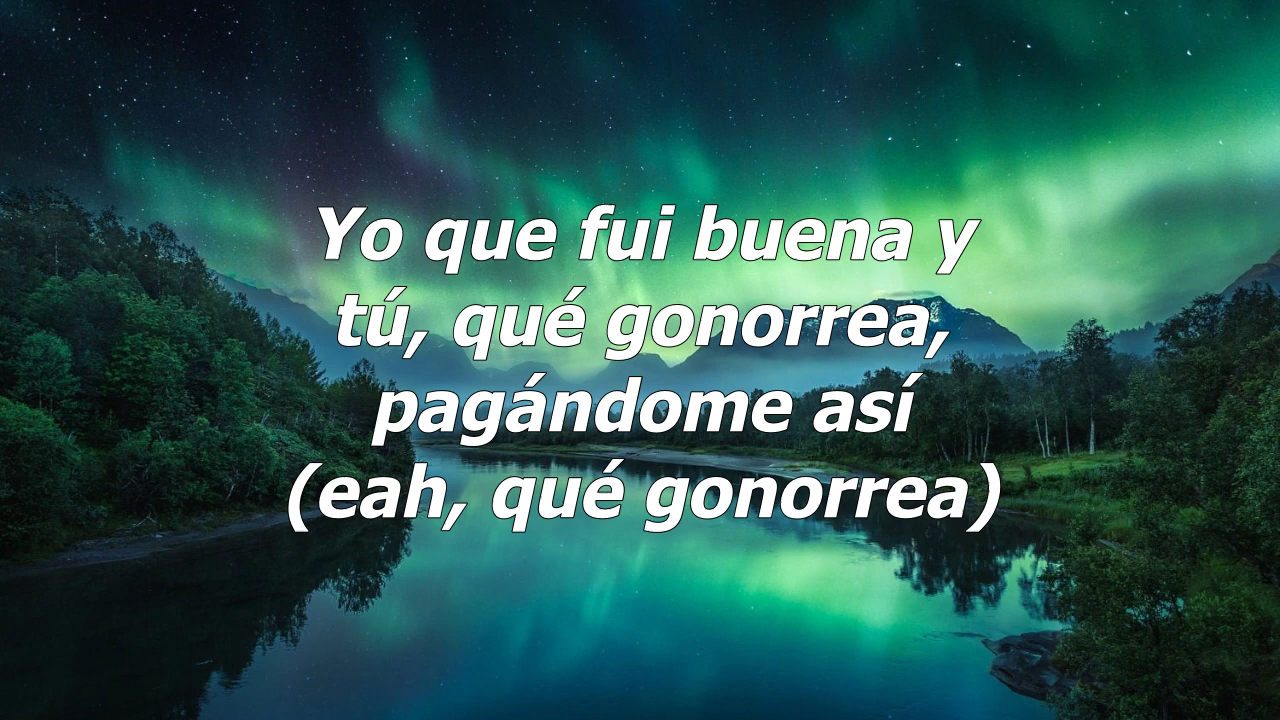 Yo que fui buena y
tú, qué gonorrea,
pagándome así
(eah, qué gonorrea)